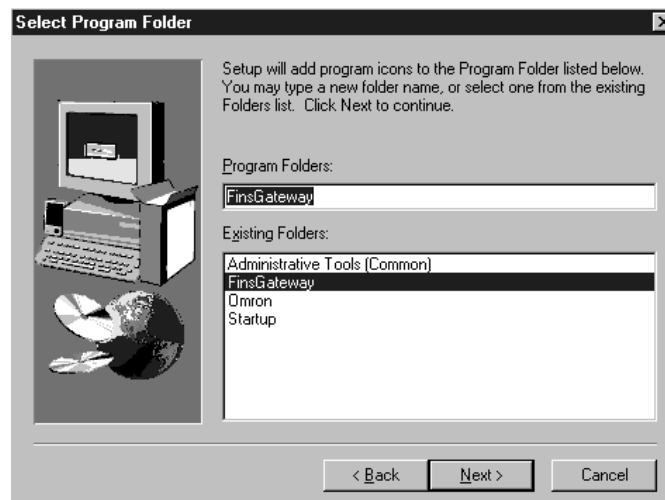 Select Program Folder
Setup will add program icons to the Program Folder listed below.
You may type a new folder name, or select one from the existing
Folders list. Click Next to continue.
Program Folders:
FinsGateway
Existing Folders:
Administrative Tools (Common)
FinsGateway
Omron
Startup
< Back
Next >
Cancel